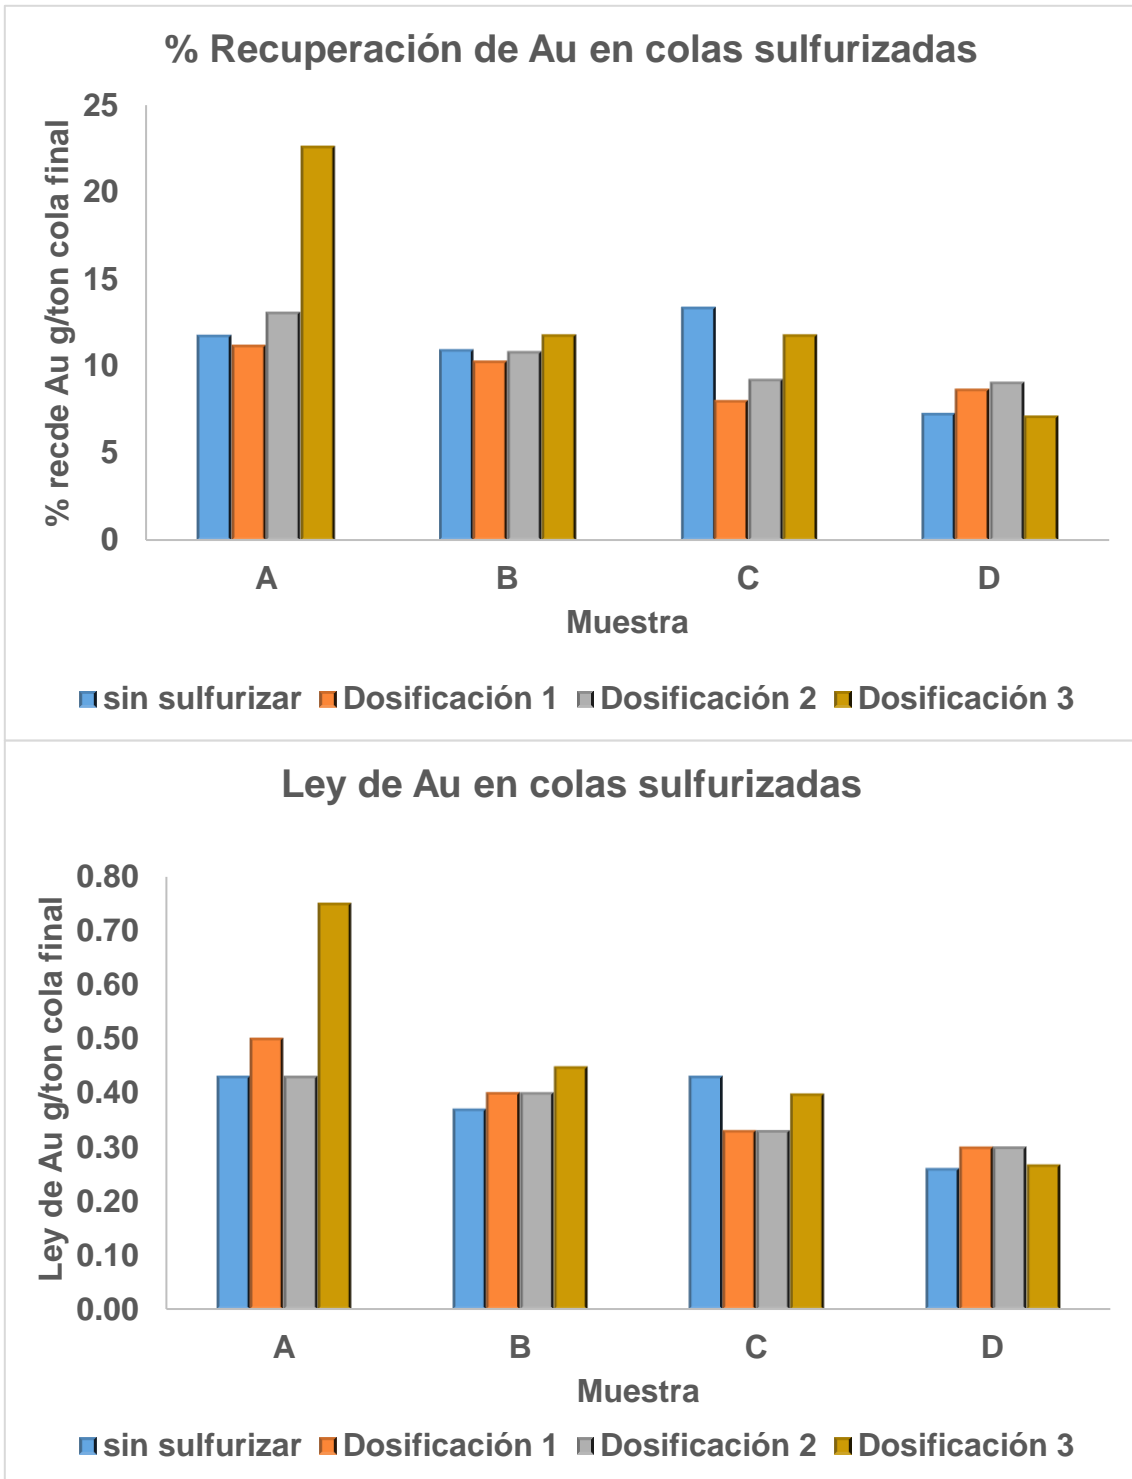 % Recuperación de Au en colas sulfurizadas
% recde Au g/ton cola final
25
20
15
10
5
0
A B C D
Muestra
sin sulfurizar Dosificación 1 Dosificación 2 Dosificación 3
Ley de Au en colas sulfurizadas
Ley de Au g/ton cola final
0.80
0.70
0.60
0.50
0.40
0.30
0.20
0.10
0.00
A B C D
Muestra
sin sulfurizar Dosificación 1 Dosificación 2 Dosificación 3